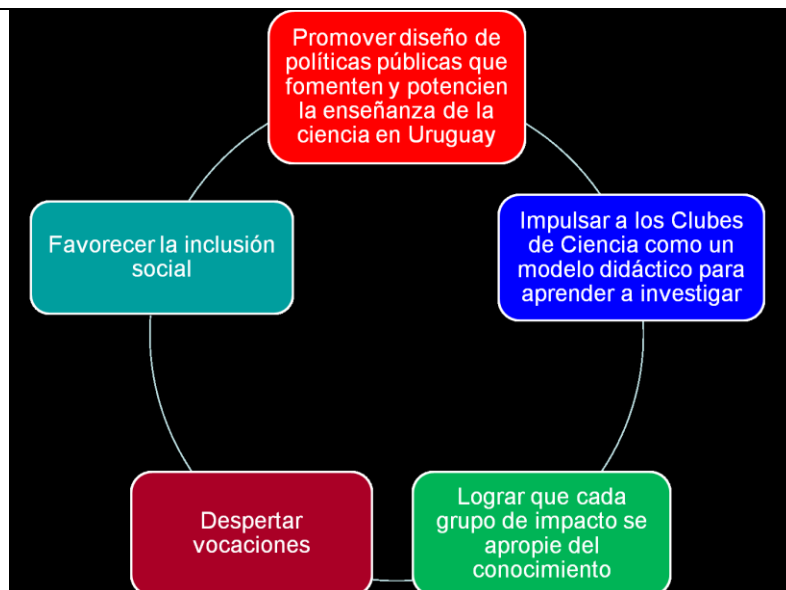 Promover diseño de
políticas públicas que
fomenten y potencien
la enseñanza de la
ciencia en Uruguay
Impulsar a los Clubes
de Ciencia como un
modelo didáctico para
aprender a investigar
Lograr que cada
grupo de impacto se
apropie del
conocimiento
Despertar
vocaciones
Favorecer la inclusión
social